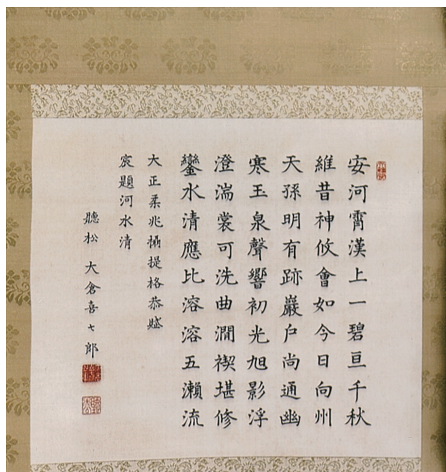 安河霄漢上一碧亘千秋
維昔神攸會如今日向州
天孫明有跡巖戶尚通幽
寒玉泉聲響初光旭影浮
澄湍裳可洗曲澗禊堪修
鑾水清應比溶溶五瀨流
大正柔兆攝提格恭賦
宸題河水清
聽松 大倉喜七郎